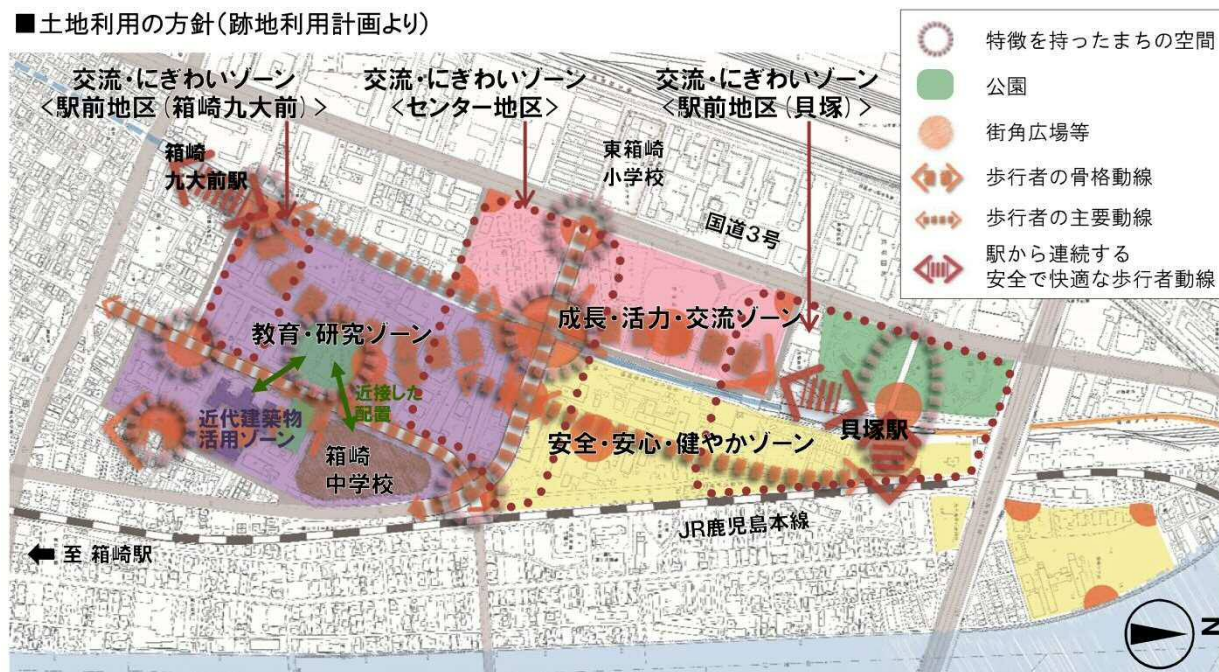 ■土地利用の方針(跡地利用計画より)
交流・にぎわいゾーン
<駅前地区(箱崎九大前)>
交流・にぎわいゾーン
<センター地区>
交流・にぎわいゾーン
<駅前地区(貝塚)>
特徴を持ったまちの空間
公園
街角広場等
歩行者の骨格動線
歩行者の主要動線
駅から連続する
安全で快適な歩行者動線
箱崎
九大前駅
東箱崎
小学校
国道3号
教育・研究ゾーン
成長・活力・交流ゾーン
近接した
配置
近代建築物
活用ゾーン
箱崎
中学校
安全・安心・健やかゾーン
貝塚駅
JR鹿児島本線
至 箱崎駅
N